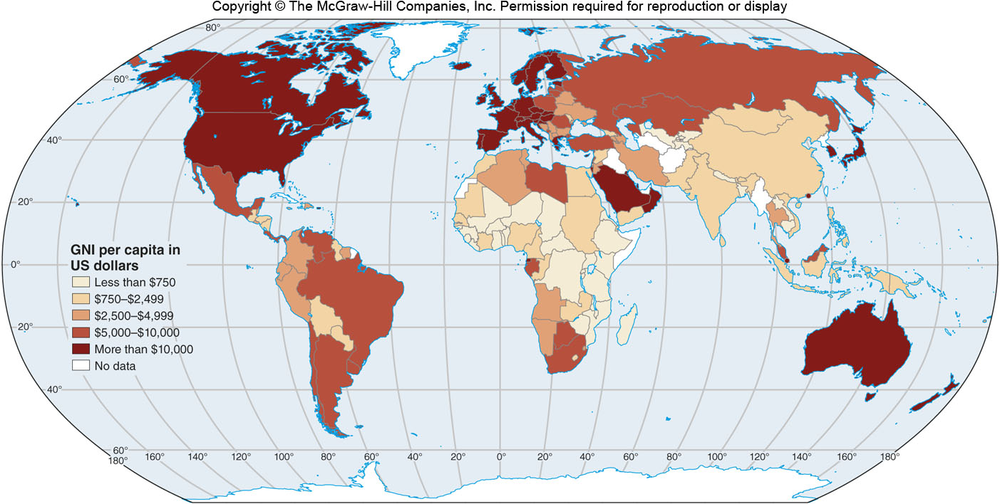 Copyright © The McGraw-Hill Companies, Inc. Permission required for reproduction or display
80°
60°
40°
20°
0°
20°
40°
60°
GNI per capita in
US dollars
Less than $750
$750–$2,499
$2,500–$4,999
$5,000–$10,000
More than $10,000
No data
180° 160° 140° 120° 100° 80° 60° 40° 20° 0° 20° 40° 60° 80° 100° 120° 140° 160° 180°